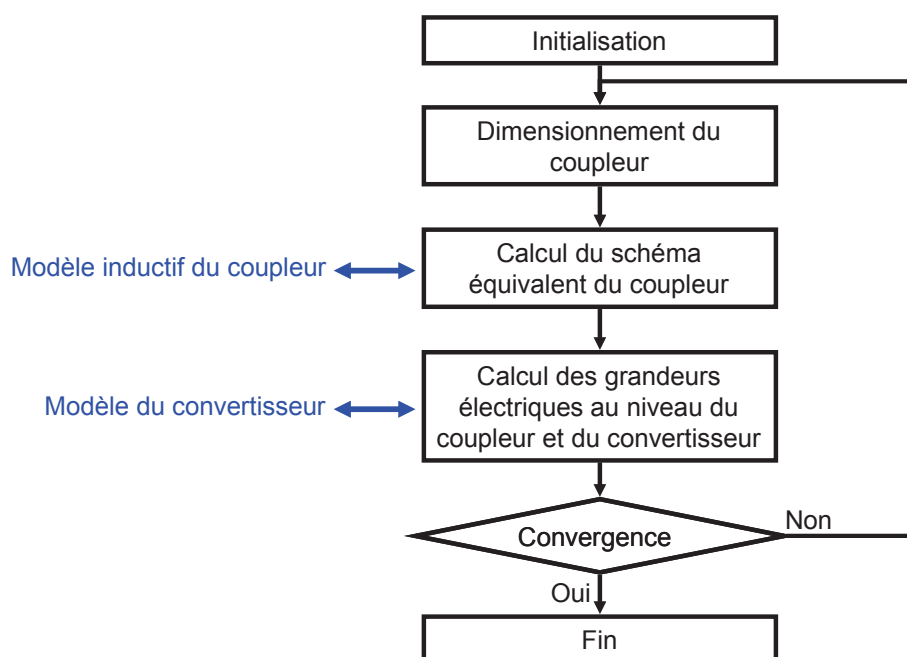 Initialisation
Dimensionnement du
coupleur
Modèle inductif du coupleur
Calcul du schéma
équivalent du coupleur
Modèle du convertisseur
Calcul des grandeurs
électriques au niveau du
coupleur et du convertisseur
Convergence
Non
Oui
Fin